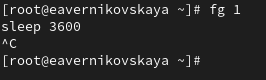 [root@eavernikovskaya ~]# fg 1
sleep 3600
^C
[root@eavernikovskaya ~]#